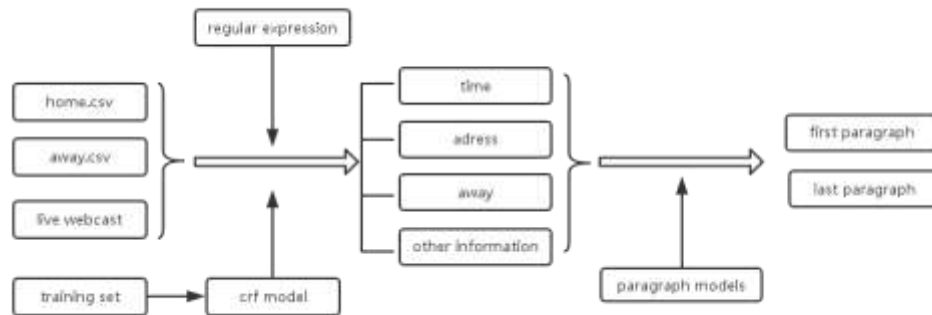 regular expression
home.csv
away.csv
live webcast
training set
crf model
time
adress
away
other information
paragraph models
first paragraph
last paragraph